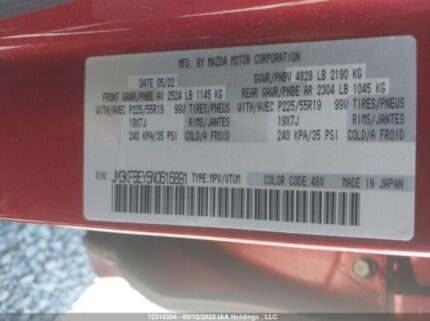 MFD. BY MAZDA MOTOR CORPORATION
DATE 05/22 GVWR/PNBV 4828 LB 2190 KG
FRONT GAWR/PNBE AV 2524 LB 1145 KG REAR GAWR/PNBE AR 2304 LB 1045 KG
WITH/AVEC P225/55R19 99V TIRES/PNEUS WITH/AVEC P225/55R19 99V TIRES/PNEUS
19X7J RIMS/JANTES 19X7J RIMS/JANTES
240 KPA/35 PSI COLD/A FROID 240 KPA/35 PSI COLD/A FROID
VIN: JM3KFBEY5N0615891 TYPE:MPV/VTUM COLOR CODE:46V MADE IN JAPAN
12314384 - 05/12/2025 IAA Holdings , LLC